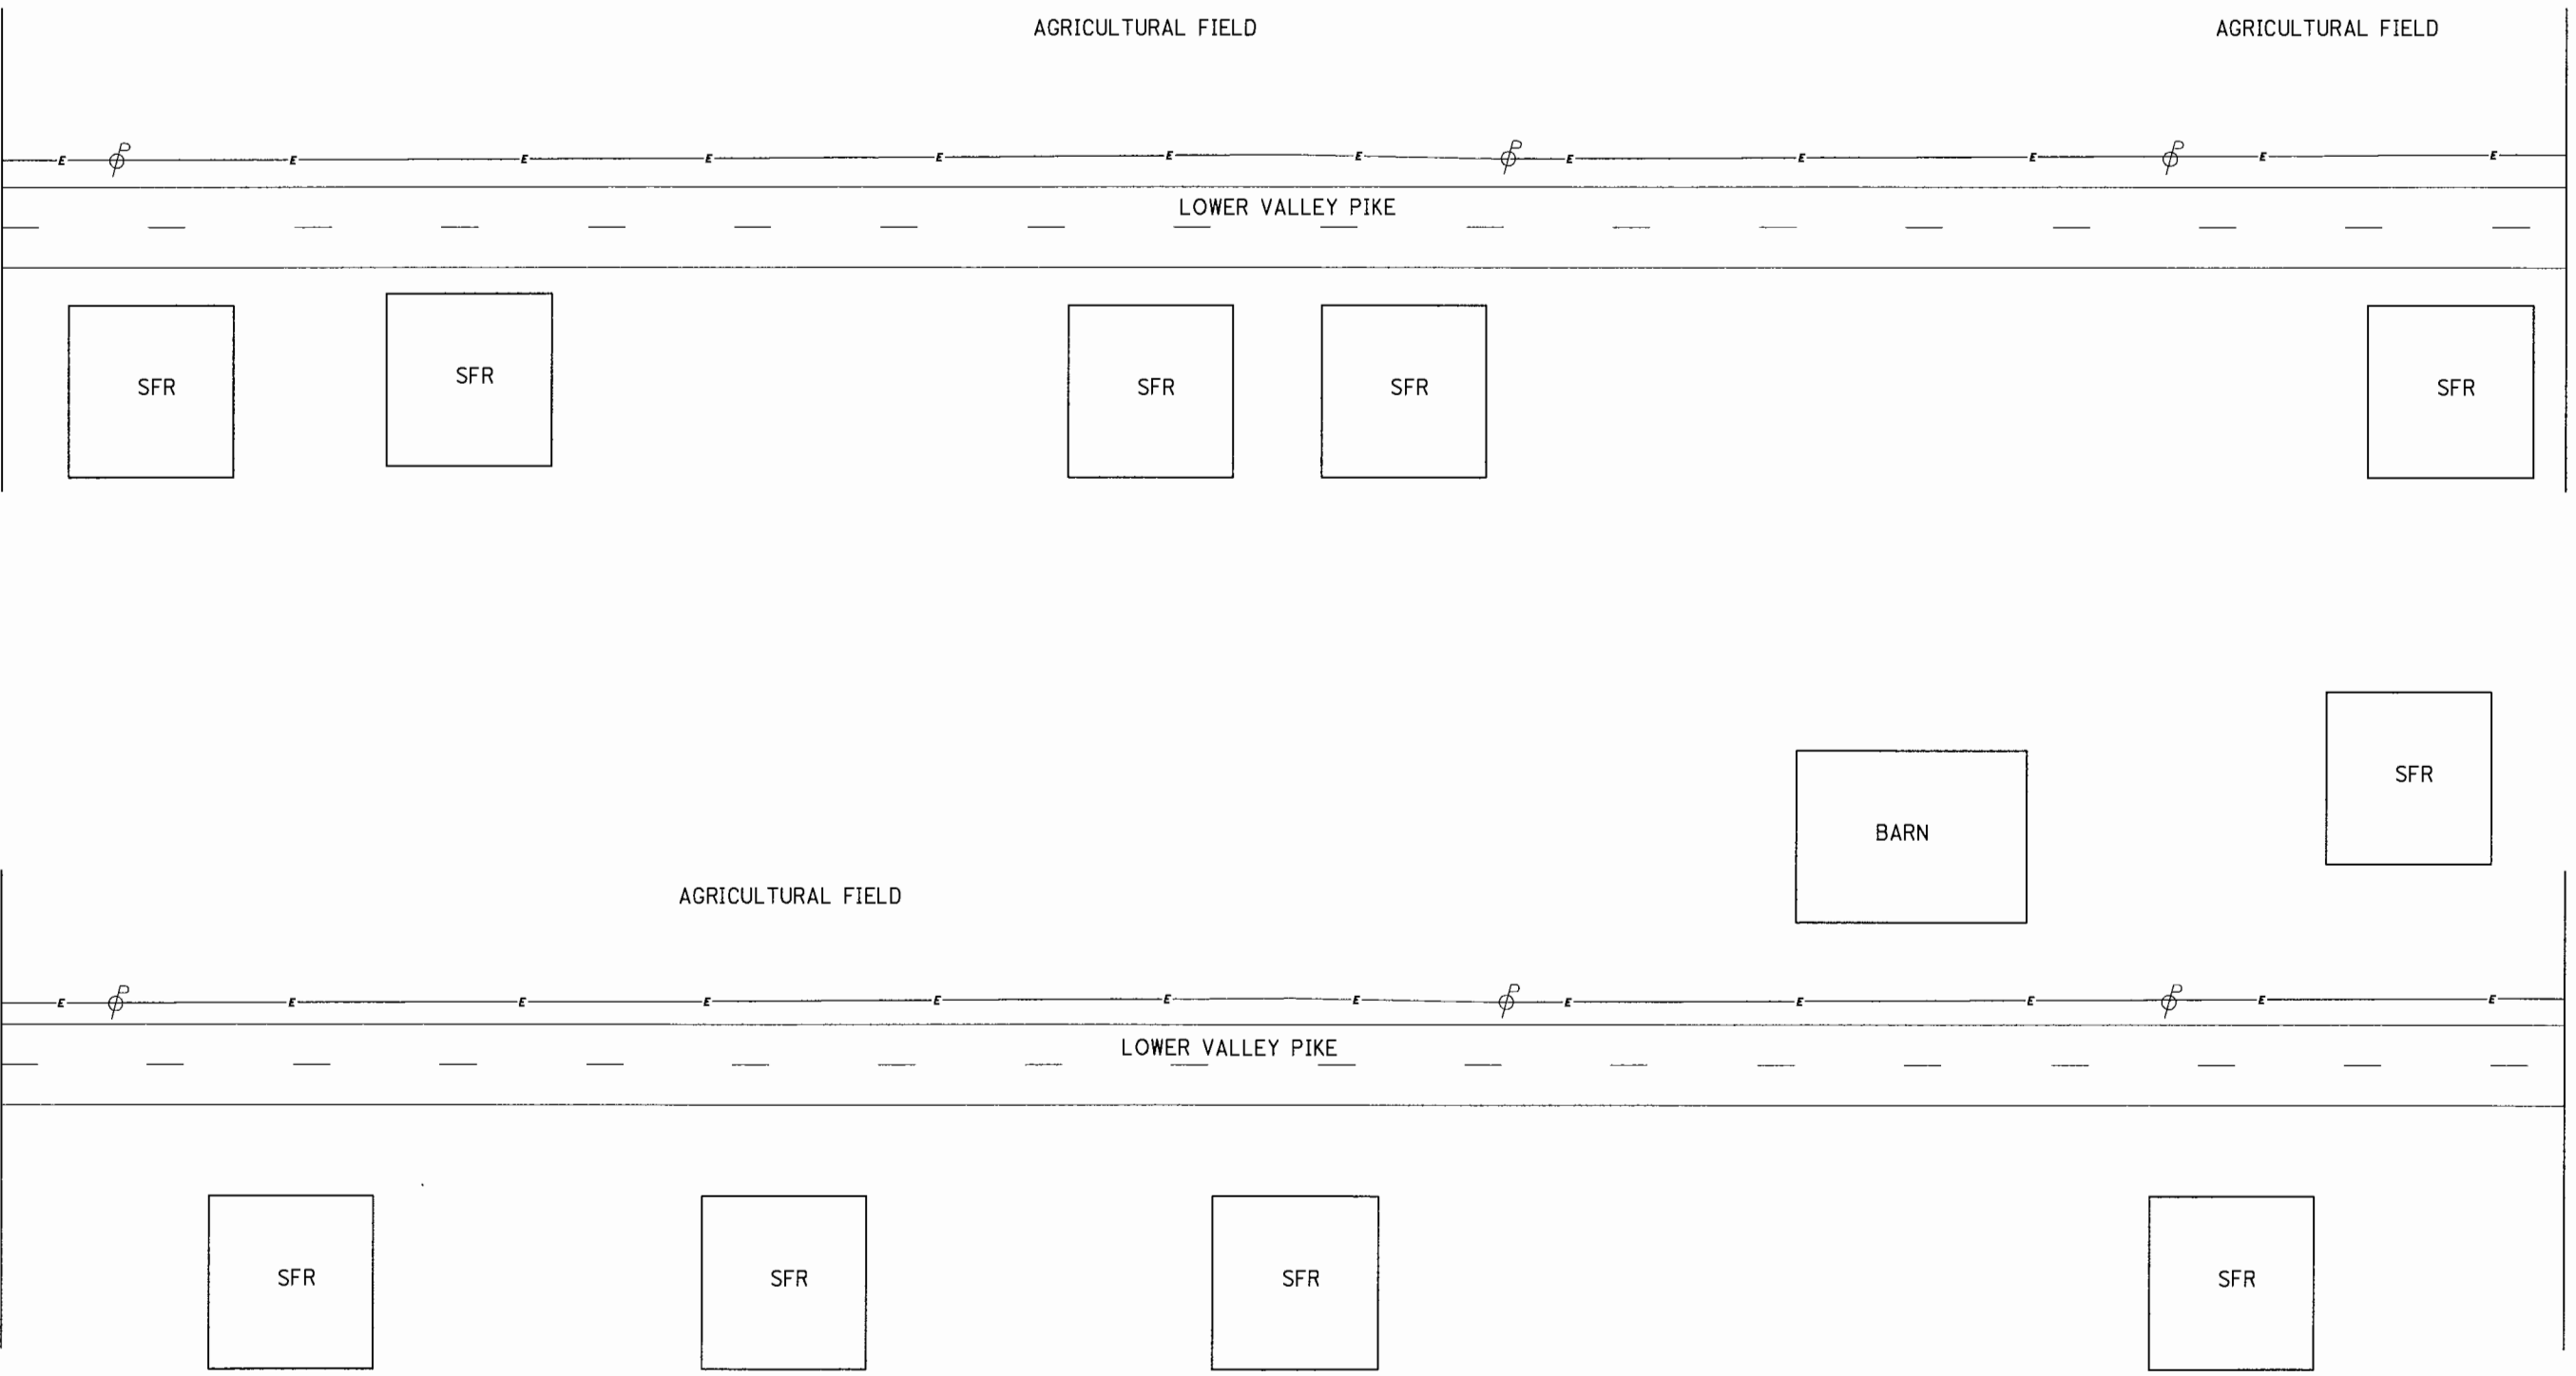 AGRICULTURAL FIELD AGRICULTURAL FIELD
E P E E E E E E P E E E P E E
LOWER VALLEY PIKE
SFR SFR SFR SFR SFR
SFR
BARN
AGRICULTURAL FIELD
E P E E E E E E P E E E P E E
LOWER VALLEY PIKE
SFR SFR SFR SFR